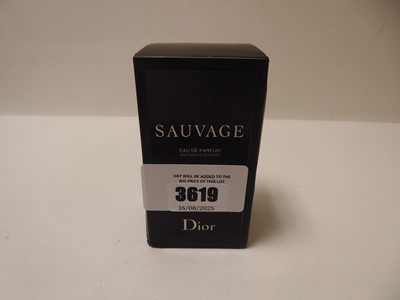 SAUVAGE
EAU DE PARFUM
VAT WILL BE ADDED TO THE
BID PRICE OF THIS LOT
3619
16/08/2025
Dior